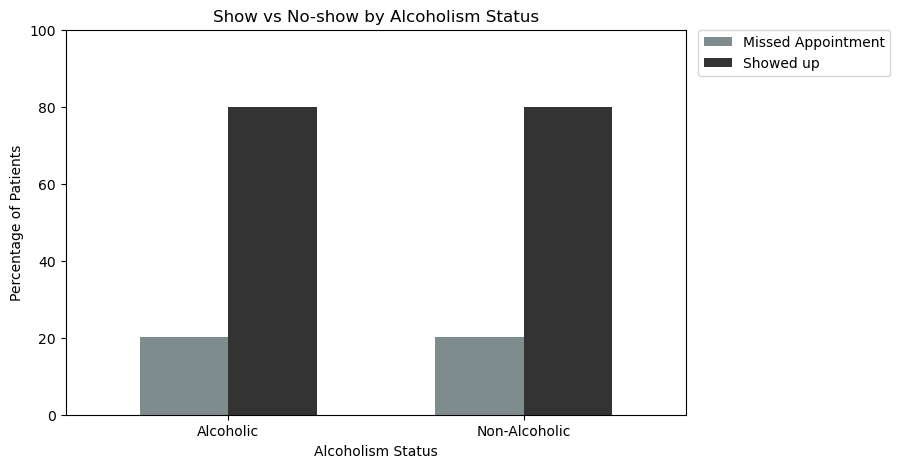 Show vs No-show by Alcoholism Status
Missed Appointment
Showed up
Percentage of Patients
100
80
60
40
20
0
Alcoholic
Non-Alcoholic
Alcoholism Status